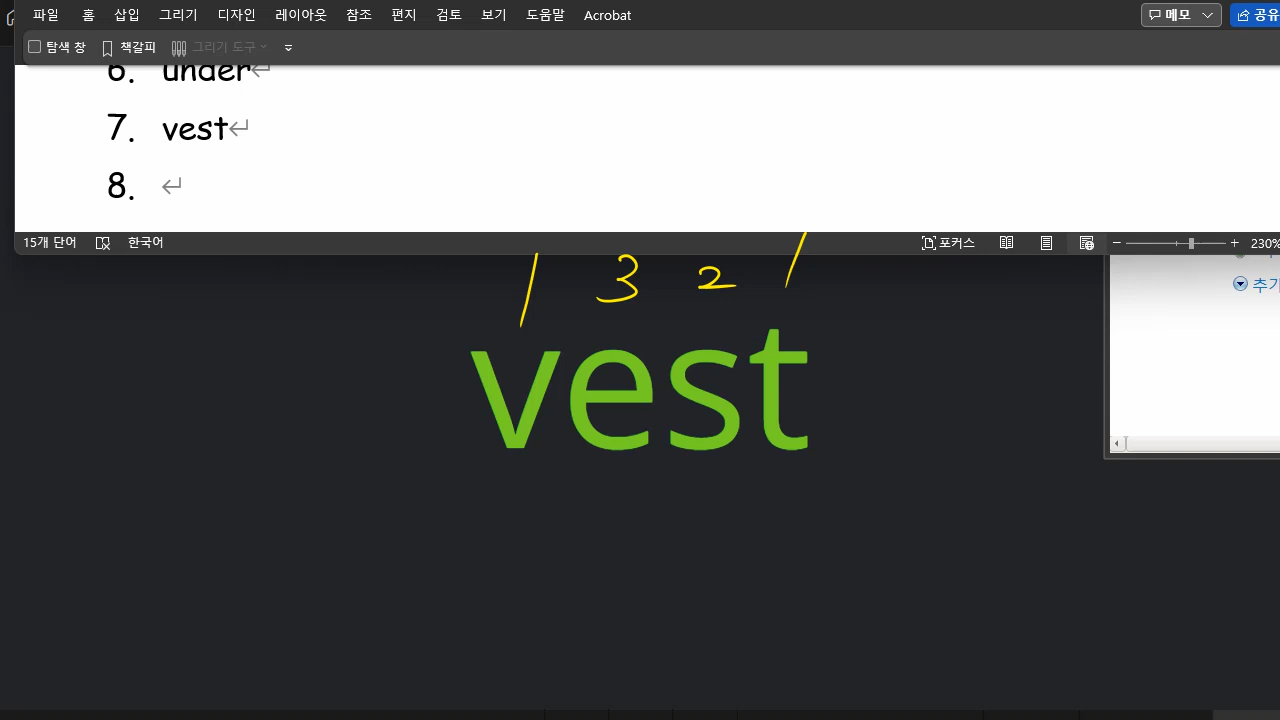 파일 홈 삽입 그리기 디자인 레이아웃 참조 편지 검토 보기 도움말 Acrobat 메모 공유
탐색 창 책갈피 그리기 도구
6. under
7. vest
8.
15개 단어 한국어 포커스 230%
추가
1 3 2 1
vest